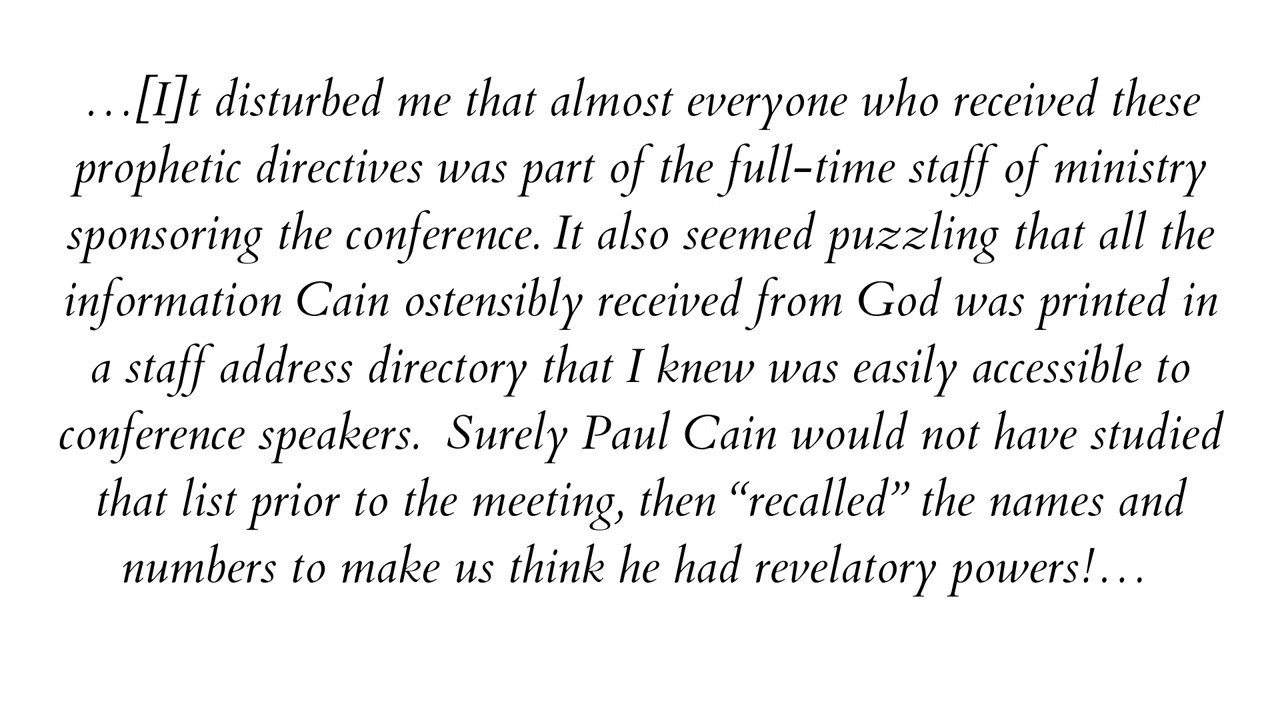 …[I]t disturbed me that almost everyone who received these
prophetic directives was part of the full-time staff of ministry
sponsoring the conference. It also seemed puzzling that all the
information Cain ostensibly received from God was printed in
a staff address directory that I knew was easily accessible to
conference speakers.  Surely Paul Cain would not have studied
that list prior to the meeting, then “recalled” the names and
numbers to make us think he had revelatory powers!…